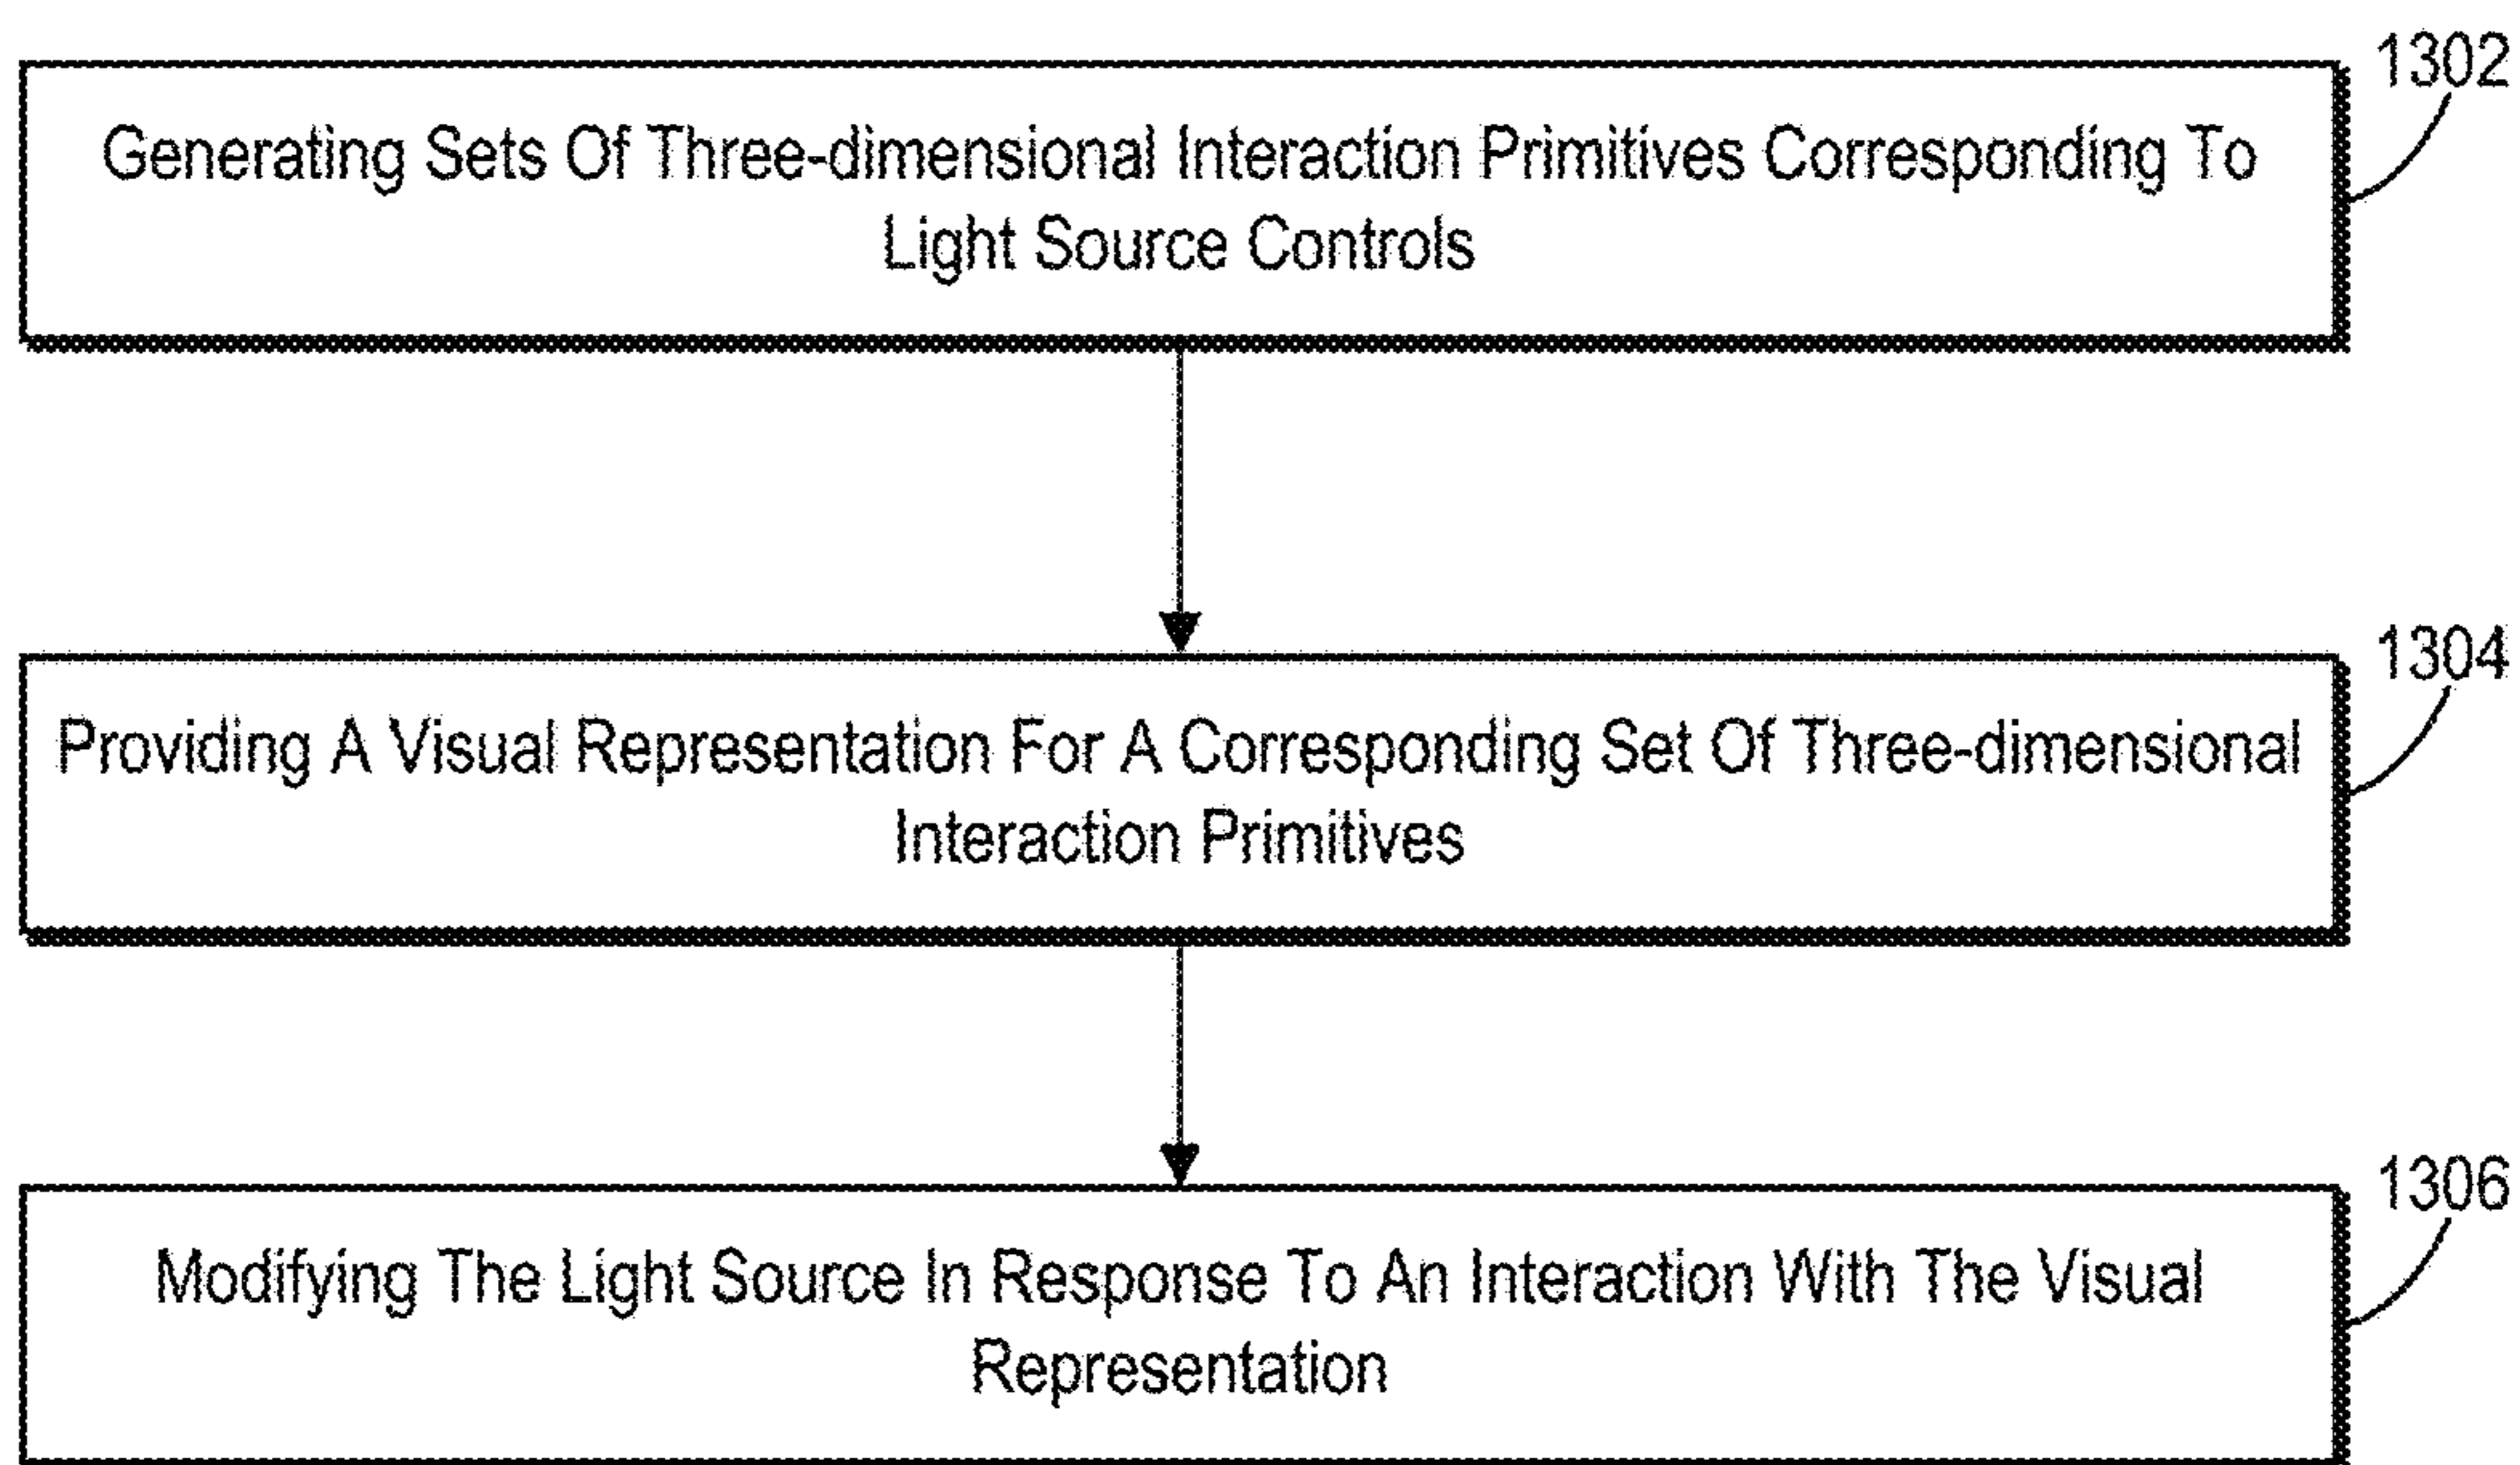 1302
Generating Sets Of Three-dimensional Interaction Primitives Corresponding To
Light Source Controls
1304
Providing A Visual Representation For A Corresponding Set Of Three-dimensional
Interaction Primitives
1306
Modifying The Light Source In Response To An Interaction With The Visual
Representation